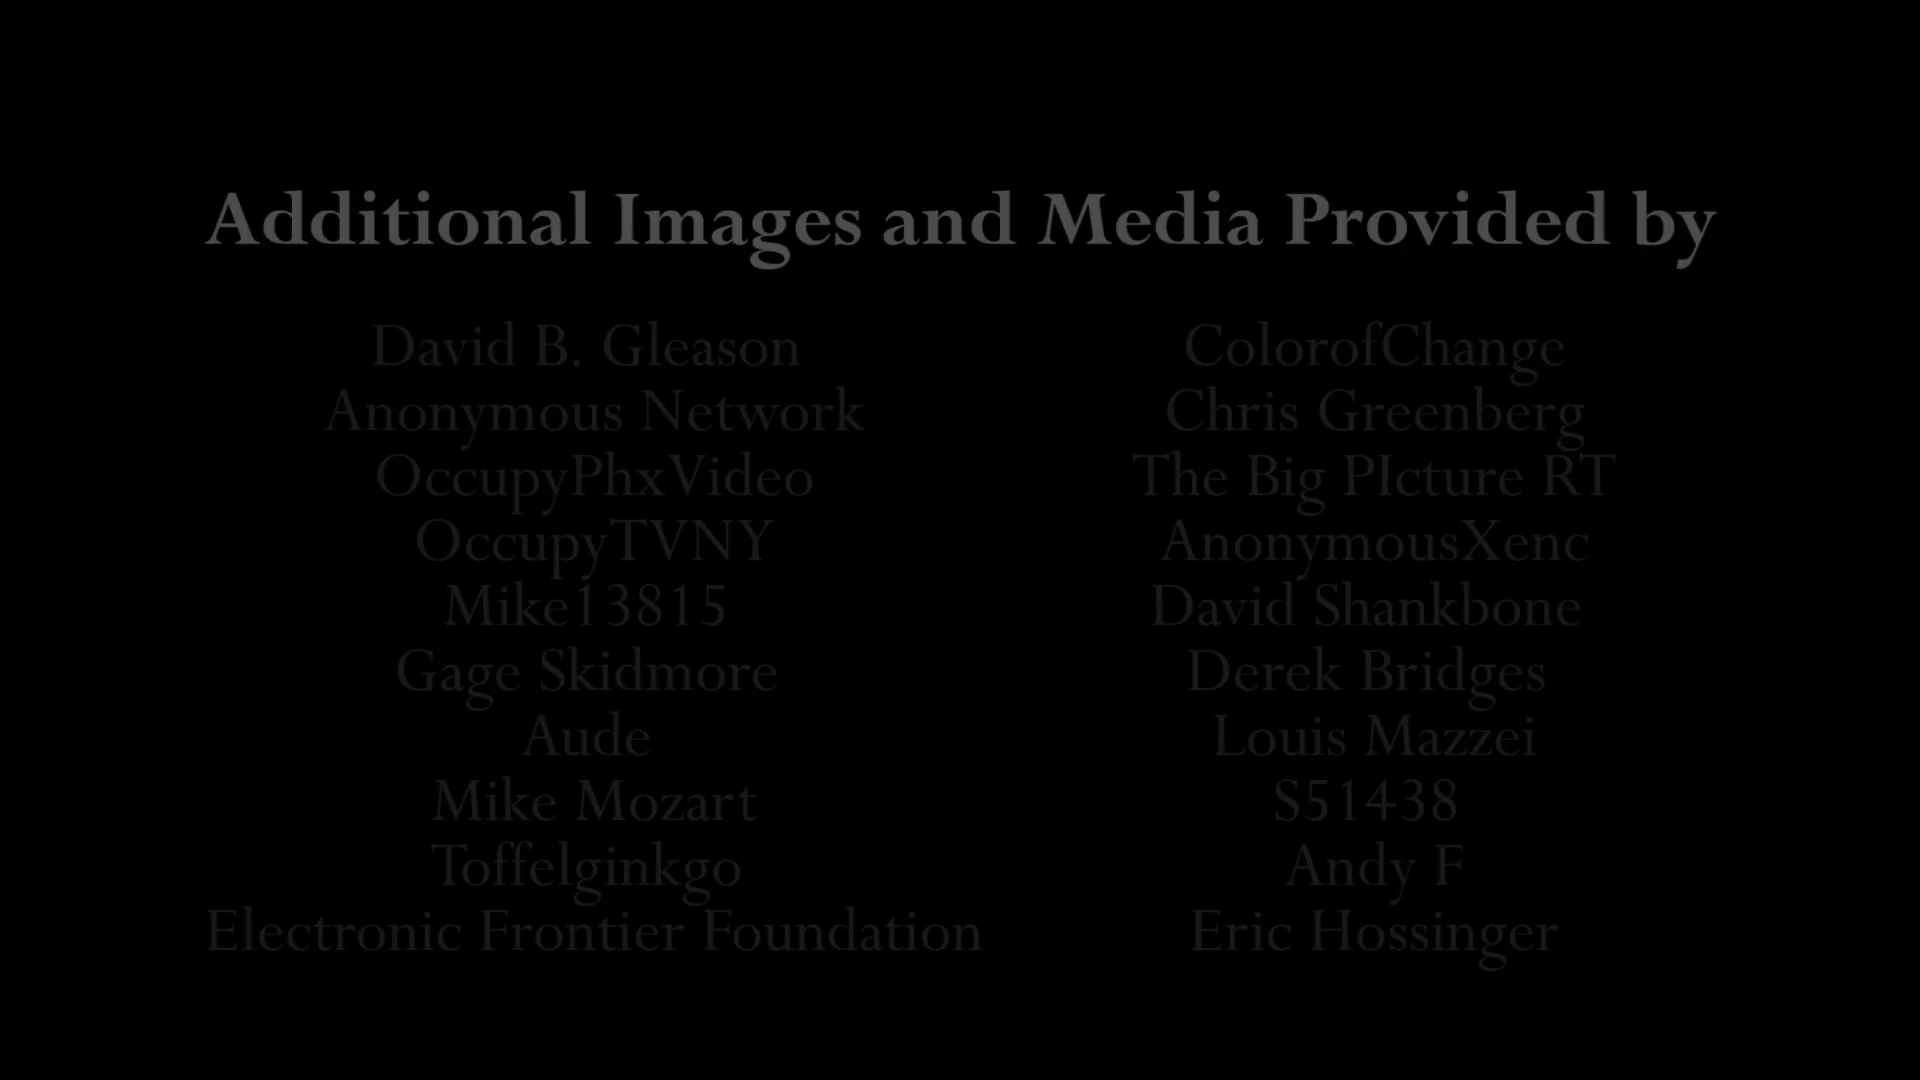 Additional Images and Media Provided by
David B. Gleason
Anonymous Network
OccupyPhxVideo
OccupyTVNY
Mike13815
Gage Skidmore
Aude
Mike Mozart
Toffelginkgo
Electronic Frontier Foundation
ColorofChange
Chris Greenberg
The Big PIcture RT
AnonymousXenc
David Shankbone
Derek Bridges
Louis Mazzei
S51438
Andy F
Eric Hossinger